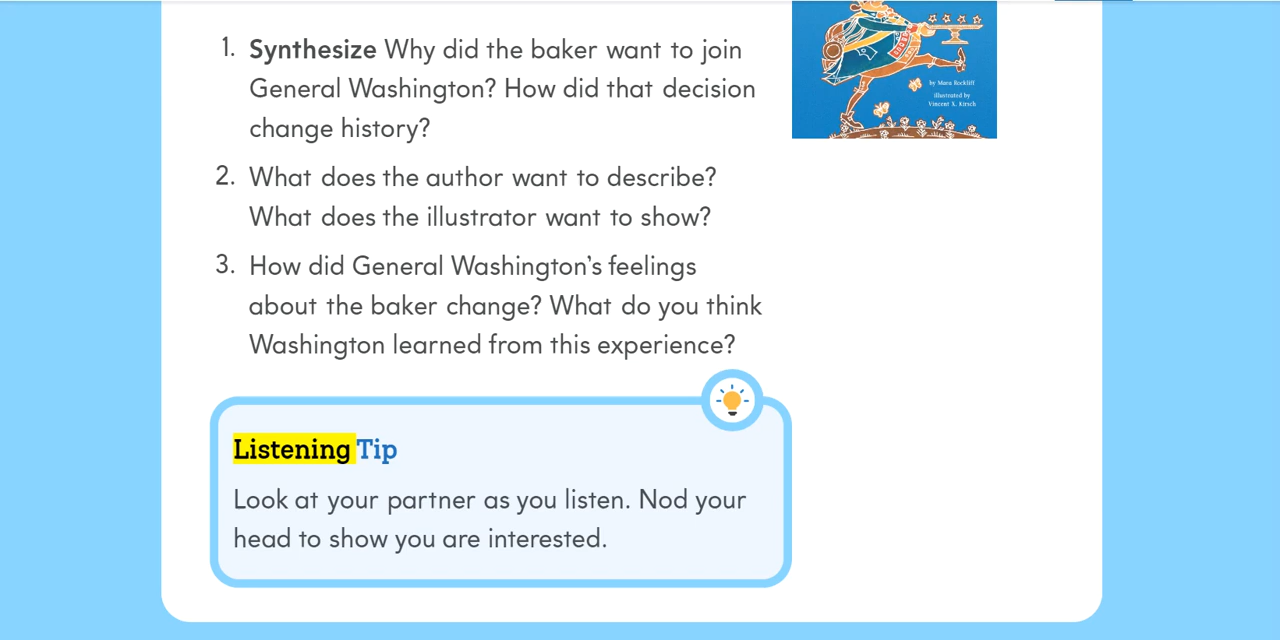 1. Synthesize Why did the baker want to join
General Washington? How did that decision
change history?
2. What does the author want to describe?
What does the illustrator want to show?
3. How did General Washington’s feelings
about the baker change? What do you think
Washington learned from this experience?
by Mara Rockliff
illustrated by
Vincent X. Kirsch
Listening Tip
Look at your partner as you listen. Nod your
head to show you are interested.